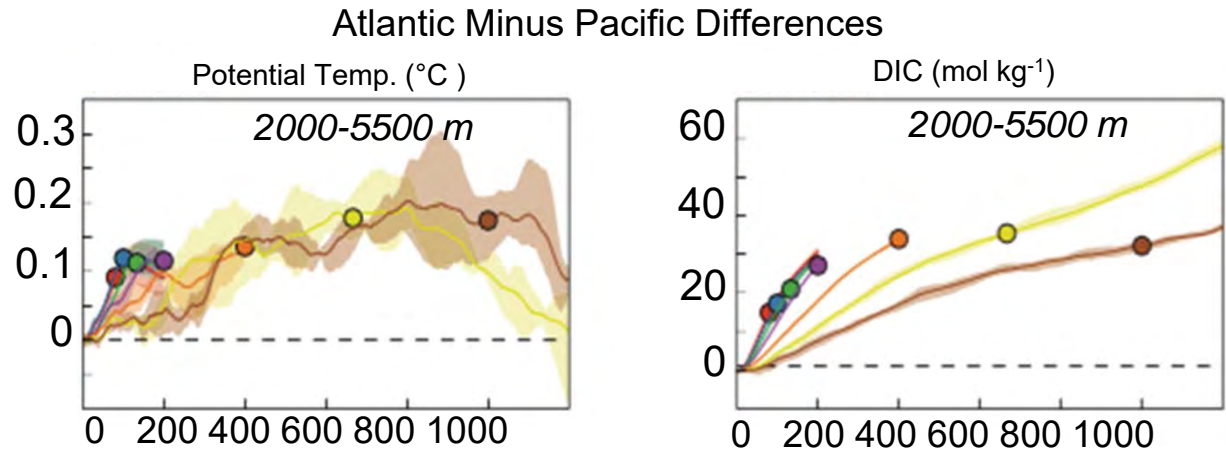 Atlantic Minus Pacific Differences
Potential Temp. (°C )
2000-5500 m
0.3
0.2
0.1
0
0 200 400 600 800 1000
DIC (mol kg-1)
2000-5500 m
60
40
20
0
0 200 400 600 800 1000